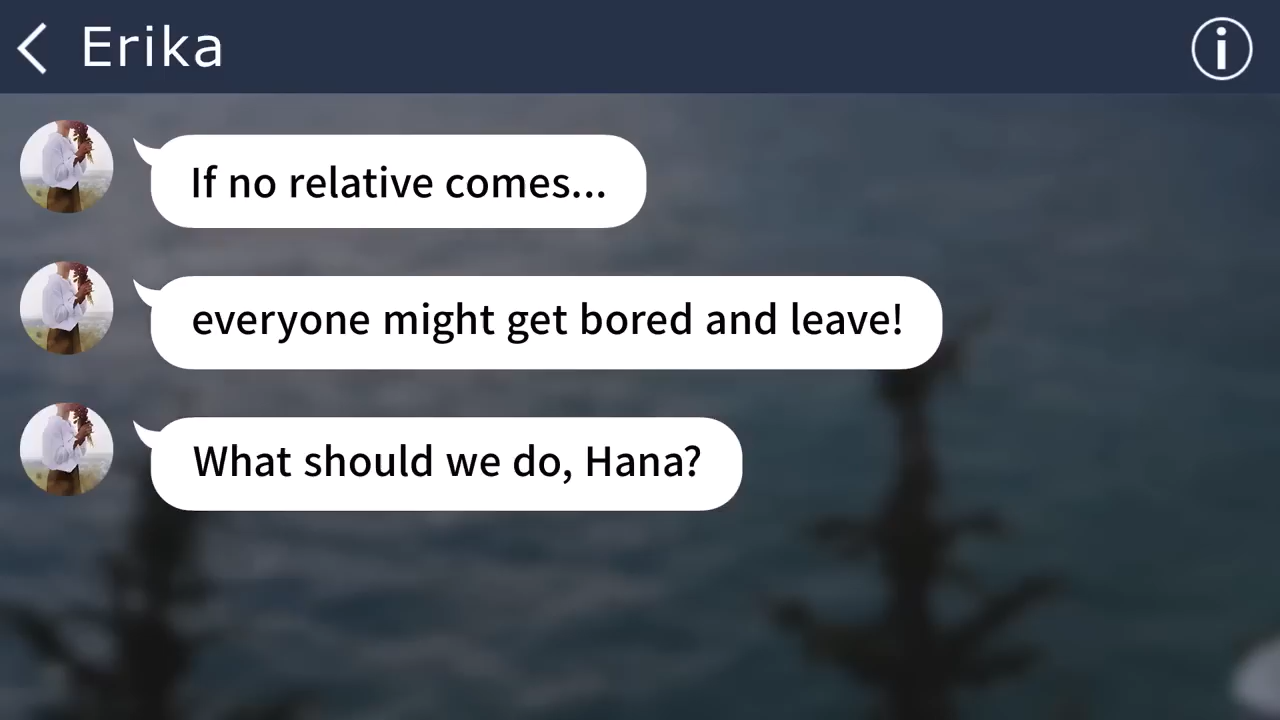 Erika
If no relative comes...
everyone might get bored and leave!
What should we do, Hana?